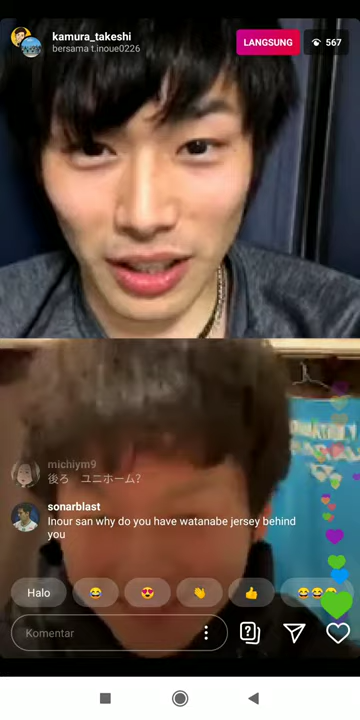 kamura_takeshi
bersama t.inoue0226
LANGSUNG
567
michiym9
後ろ ユニホーム?
sonarblast
Inour san why do you have watanabe jersey behind
you
Halo
Komentar